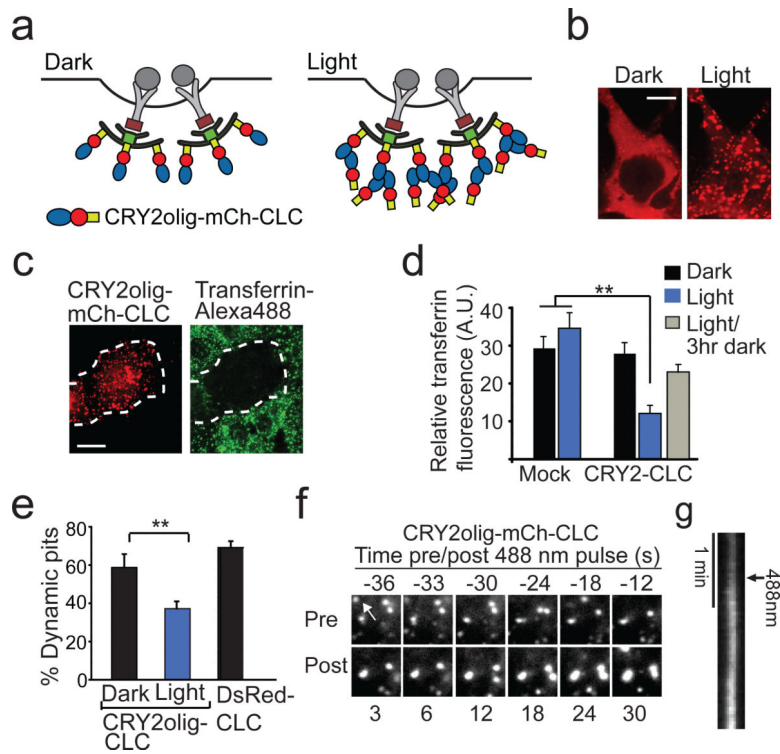 a
Dark
Light
CRY2olig-mCh-CLC
b
Dark Light
c
CRY2olig-
mCh-CLC
Transferrin-
Alexa488
d
Relative transferrin
fluorescence (A.U.)
40
30
20
10
**
Dark
Light
Light/
3hr dark
Mock CRY2-CLC
e
% Dynamic pits
80
60
40
20
0
**
Dark Light
CRY2olig-
CLC
DsRed-
CLC
f
CRY2olig-mCh-CLC
Time pre/post 488 nm pulse (s)
-36 -33 -30 -24 -18 -12
Pre
Post
3 6 12 18 24 30
g
1 min
488nm